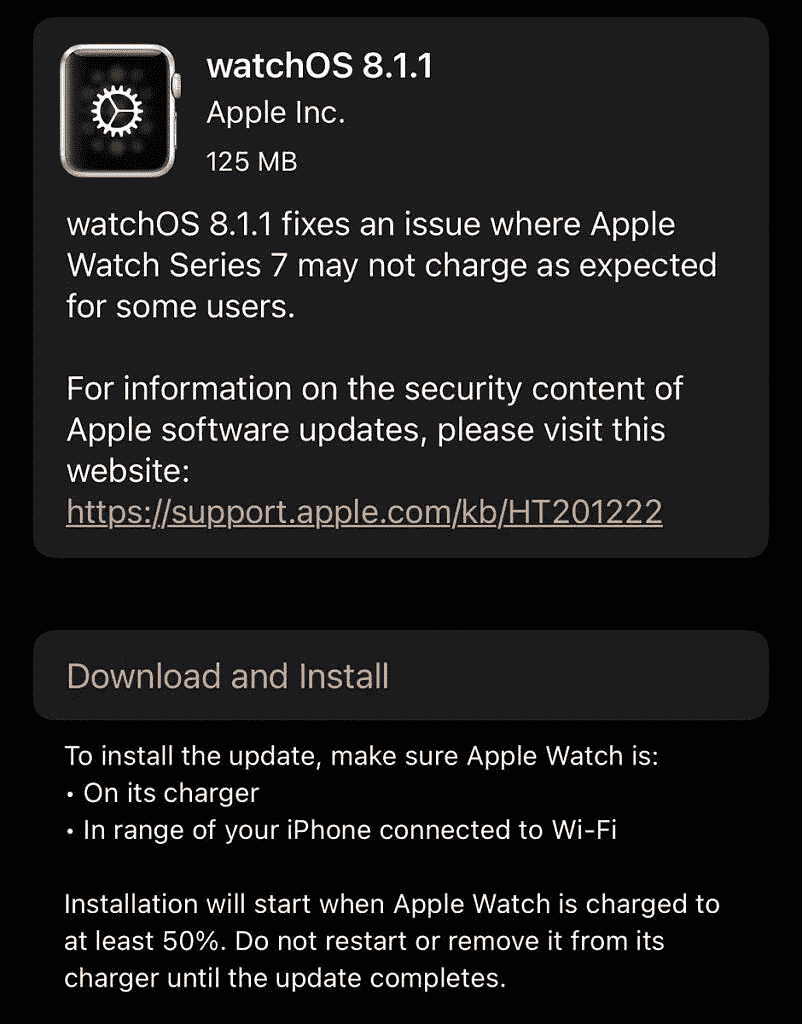 watchOS 8.1.1
Apple Inc.
125 MB
watchOS 8.1.1 fixes an issue where Apple
Watch Series 7 may not charge as expected
for some users.
For information on the security content of
Apple software updates, please visit this
website:
https://support.apple.com/kb/HT201222
Download and Install
To install the update, make sure Apple Watch is:
• On its charger
• In range of your iPhone connected to Wi-Fi
Installation will start when Apple Watch is charged to
at least 50%. Do not restart or remove it from its
charger until the update completes.